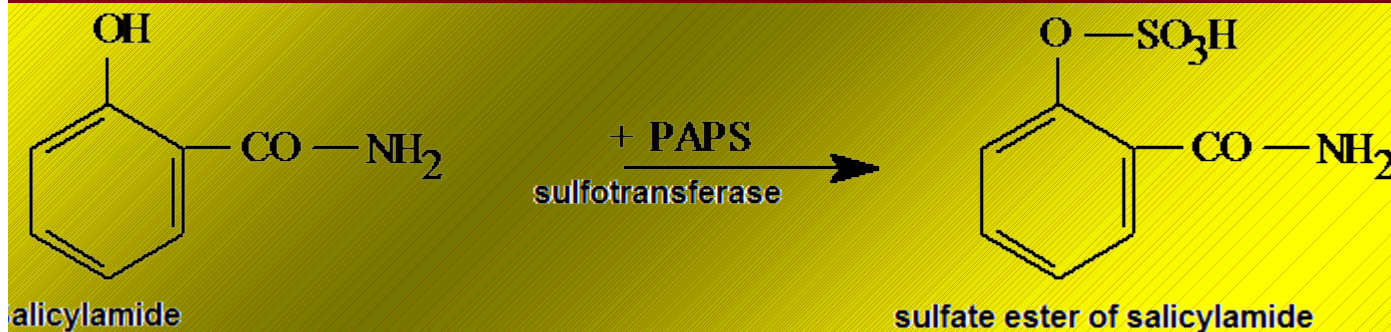 OH
CO — NH₂
+ PAPS
sulfotransferase
O — SO₃H
CO — NH₂
alicylamide
sulfate ester of salicylamide